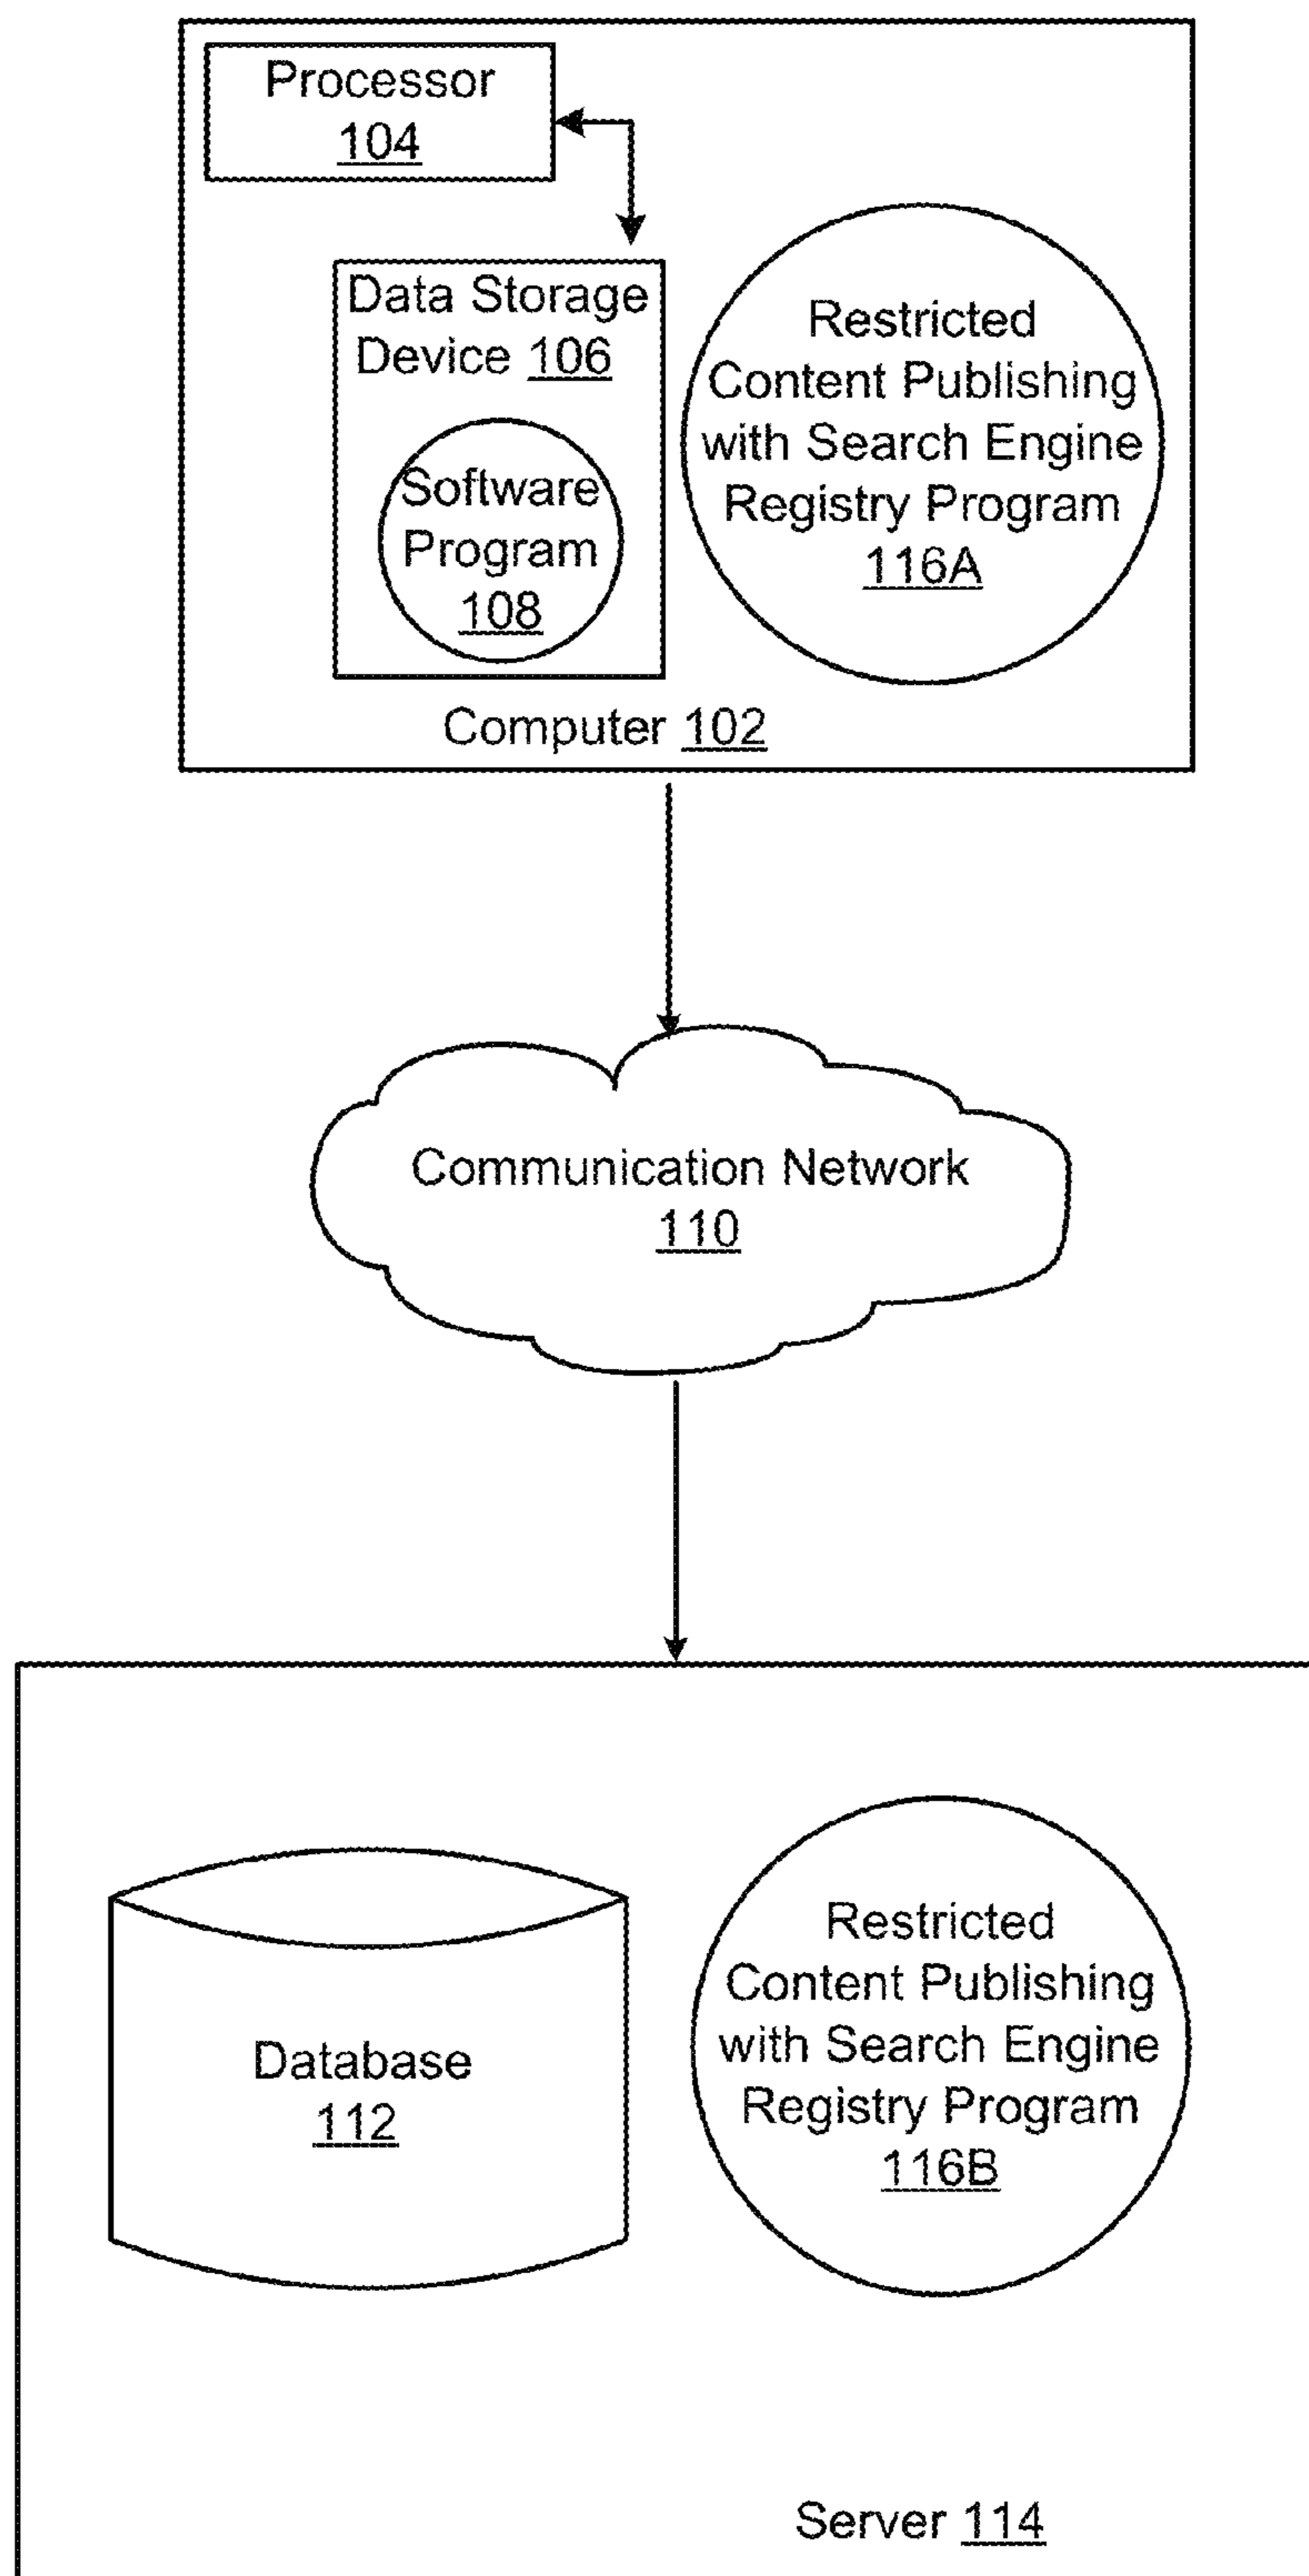 Processor
104
Data Storage
Device 106
Software
Program
108
Restricted
Content Publishing
with Search Engine
Registry Program
116A
Computer 102
Communication Network
110
Database
112
Restricted
Content Publishing
with Search Engine
Registry Program
116B
Server 114